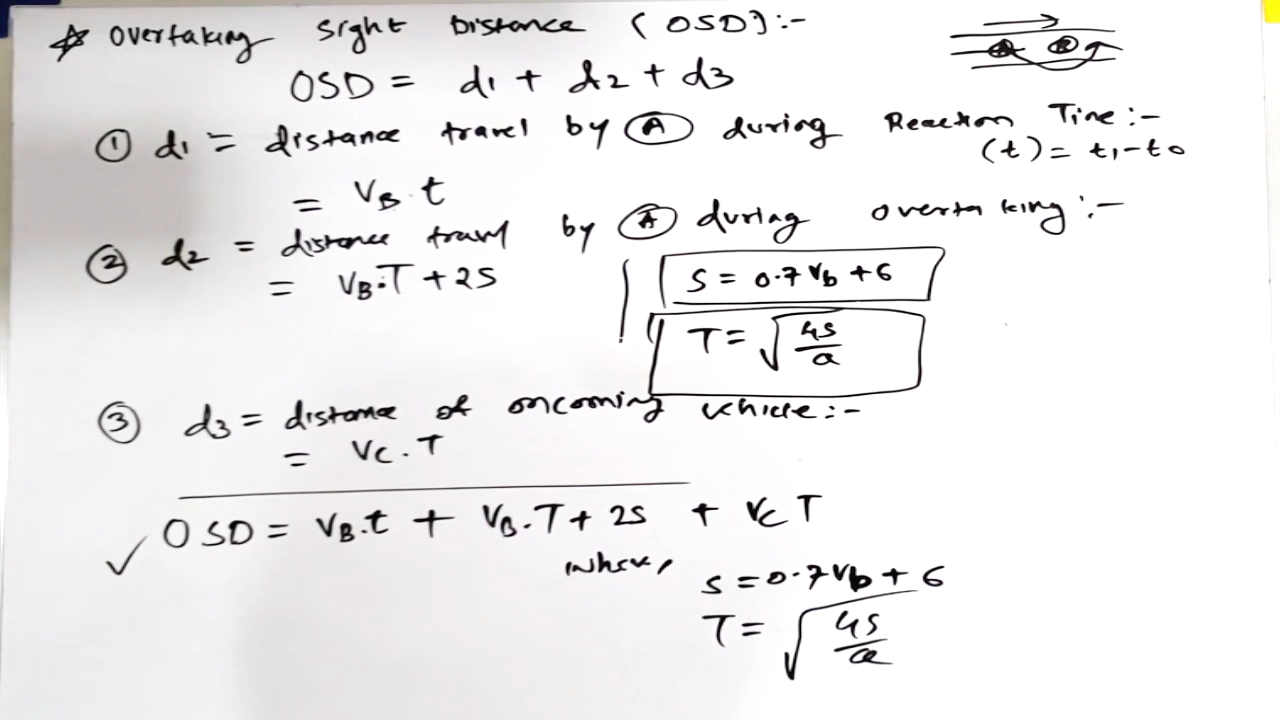 ☆ Overtaking Sight Distance (OSD):-
A B
OSD = d1 + d2 + d3
① d1 = distance travel by Ⓐ during Reaction Time:-
(t) = t1-t0
= VB.t
② d2 = distance travel by Ⓐ during overtaking:-
= VB.T + 2S
S = 0.7Vb + 6
T = √(4S/a)
③ d3 = distance of oncoming vehicle:-
= VC.T
✓ OSD = VB.t + VB.T + 2S + VC T
where,
S = 0.7Vb + 6
T = √(4S/a)